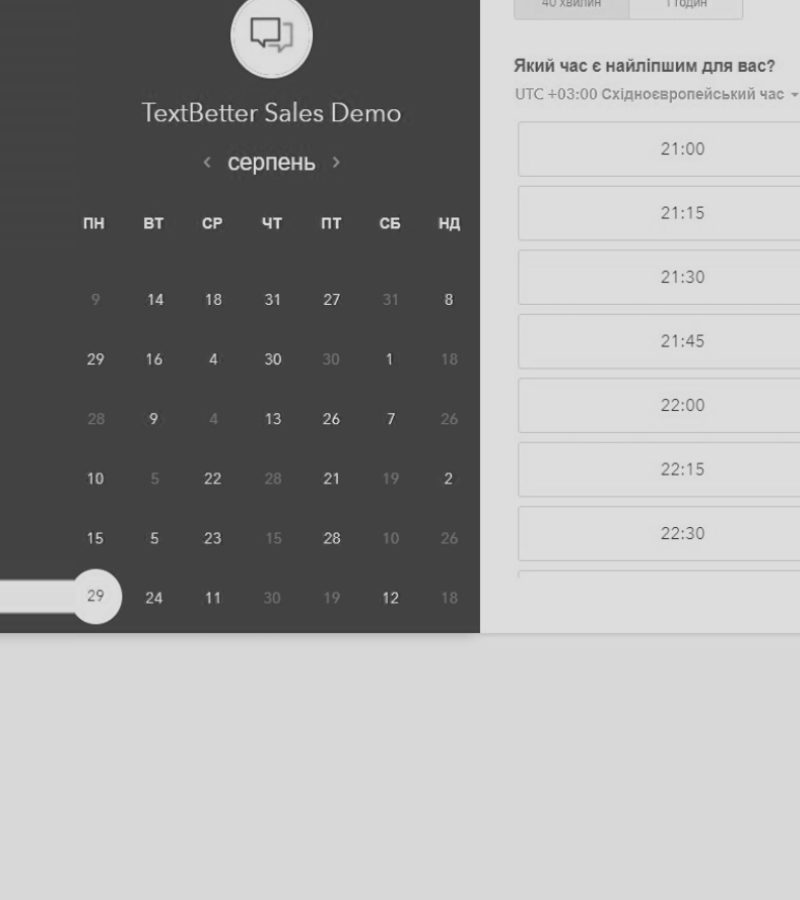 40 хвилин 1 годин
TextBetter Sales Demo
серпень
ПН ВТ СР ЧТ ПТ СБ НД
9 14 18 31 27 31 8
29 16 4 30 30 1 18
28 9 4 13 26 7 26
10 5 22 28 21 19 2
15 5 23 15 28 10 26
29 24 11 30 19 12 18
Який час є найліпшим для вас?
UTC +03:00 Східноєвропейський час
21:00
21:15
21:30
21:45
22:00
22:15
22:30